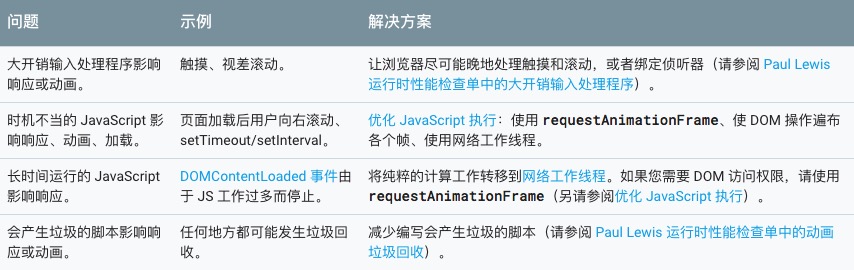 问题 示例 解决方案
大开销输入处理程序影响 触摸、视差滚动。 让浏览器尽可能晚地处理触摸和滚动，或者绑定侦听器（请参阅 Paul Lewis
响应或动画。 运行时性能检查单中的大开销输入处理程序）。
时机不当的 JavaScript 影 页面加载后用户向右滚动、 优化 JavaScript 执行：使用 requestAnimationFrame、使 DOM 操作遍布
响响应、动画、加载。 setTimeout/setInterval。 各个帧、使用网络工作线程。
长时间运行的 JavaScript DOMContentLoaded 事件由 将纯粹的计算工作转移到网络工作线程。如果您需要 DOM 访问权限，请使用
影响响应。 于 JS 工作过多而停止。 requestAnimationFrame（另请参阅优化 JavaScript 执行）。
会产生垃圾的脚本影响响 任何地方都可能发生垃圾回 减少编写会产生垃圾的脚本（请参阅 Paul Lewis 运行时性能检查单中的动画
应或动画。 收。 垃圾回收）。